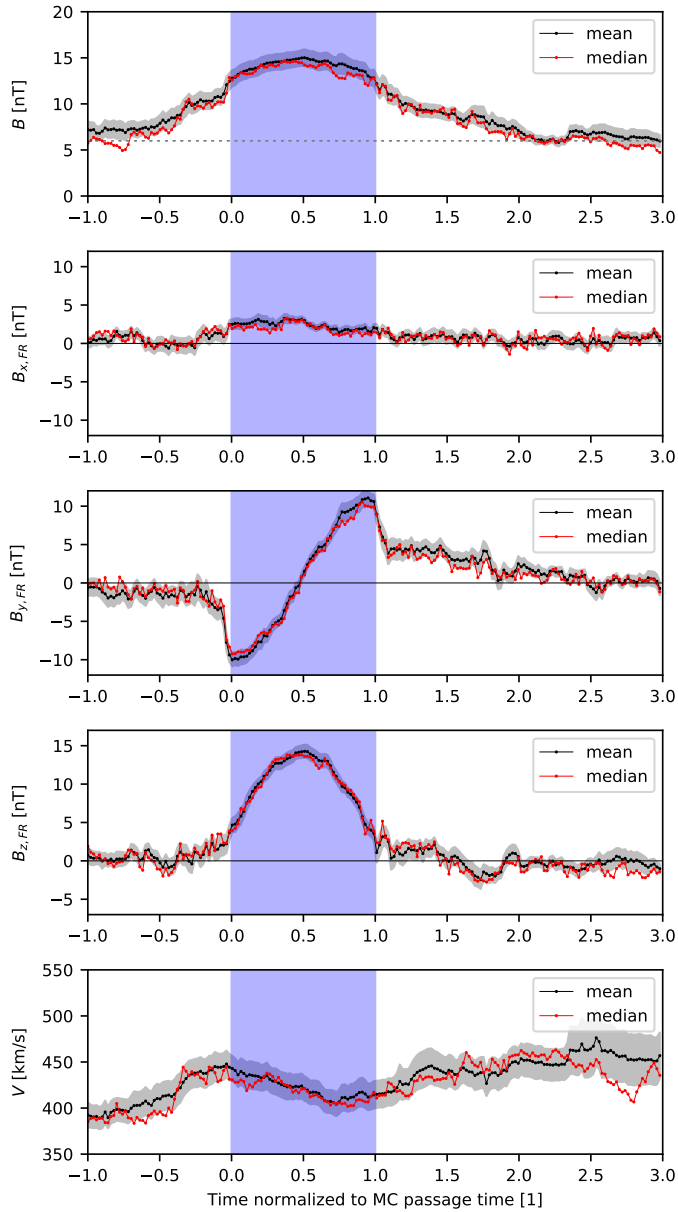 20
15
10
5
0
B [nT]
mean
median
−1.0 −0.5 0.0 0.5 1.0 1.5 2.0 2.5 3.0
10
5
0
−5
−10
B_{x,FR} [nT]
mean
median
−1.0 −0.5 0.0 0.5 1.0 1.5 2.0 2.5 3.0
10
5
0
−5
−10
B_{y,FR} [nT]
mean
median
−1.0 −0.5 0.0 0.5 1.0 1.5 2.0 2.5 3.0
15
10
5
0
−5
B_{z,FR} [nT]
mean
median
−1.0 −0.5 0.0 0.5 1.0 1.5 2.0 2.5 3.0
550
500
450
400
350
V [km/s]
mean
median
−1.0 −0.5 0.0 0.5 1.0 1.5 2.0 2.5 3.0
Time normalized to MC passage time [1]